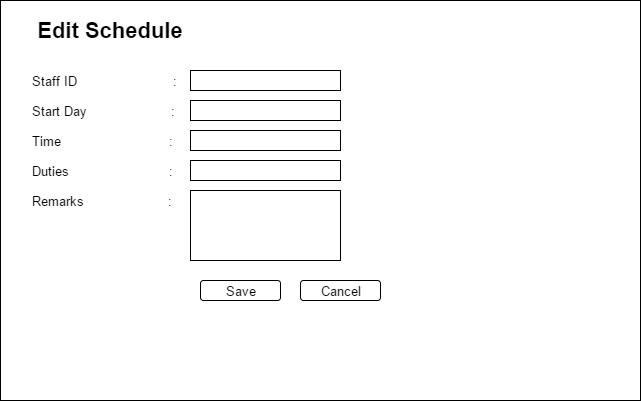 Edit Schedule
Staff ID :
Start Day :
Time :
Duties :
Remarks :
Save Cancel